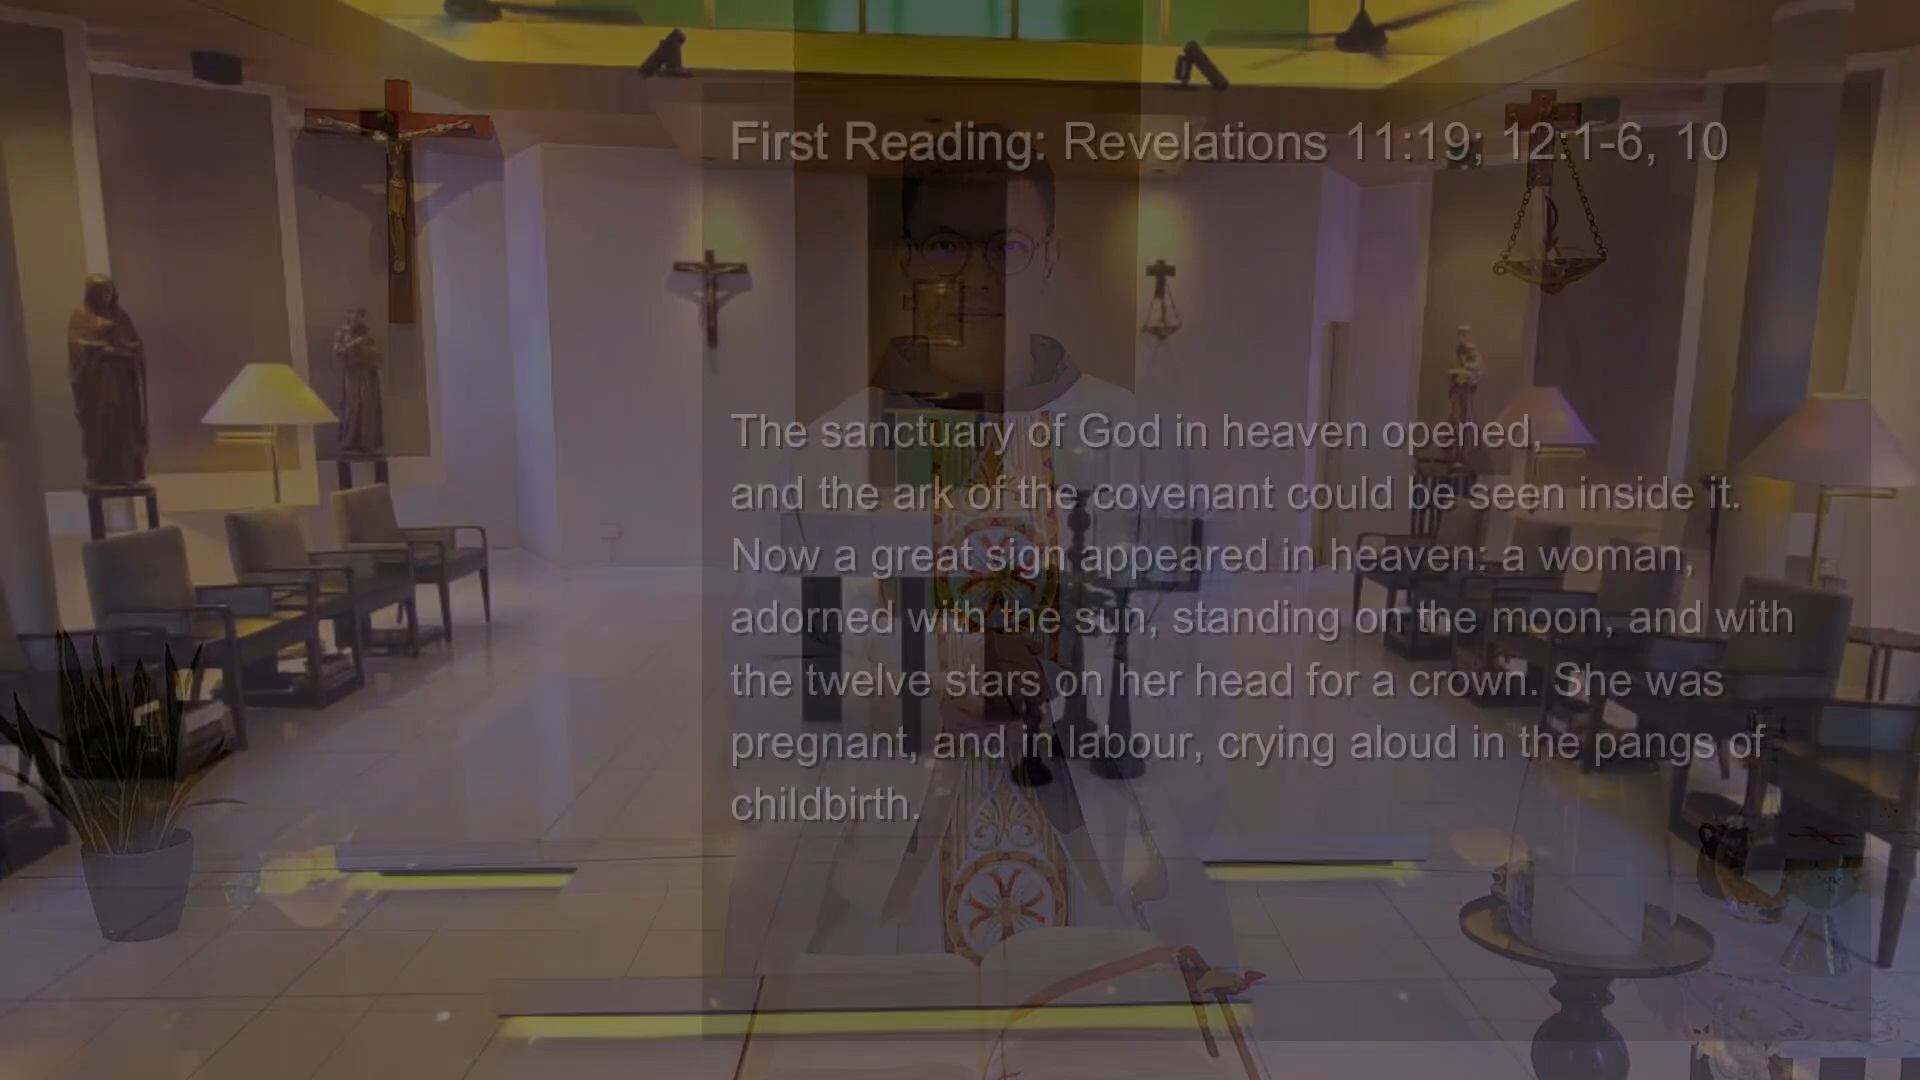 First Reading: Revelations 11:19; 12:1-6, 10
The sanctuary of God in heaven opened,
and the ark of the covenant could be seen inside it.
Now a great sign appeared in heaven: a woman,
adorned with the sun, standing on the moon, and with
the twelve stars on her head for a crown. She was
pregnant, and in labour, crying aloud in the pangs of
childbirth.